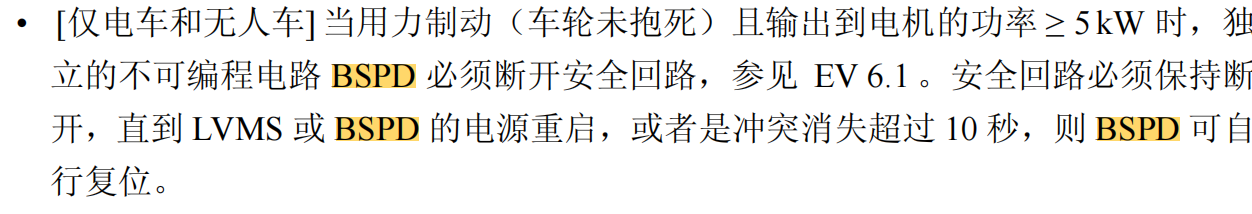 • [仅电车和无人车] 当用力制动（车轮未抱死）且输出到电机的功率 ≥ 5 kW 时，独
立的不可编程电路 BSPD 必须断开安全回路，参见 EV 6.1 。安全回路必须保持断
开，直到 LVMS 或 BSPD 的电源重启，或者是冲突消失超过 10 秒，则 BSPD 可自
行复位。